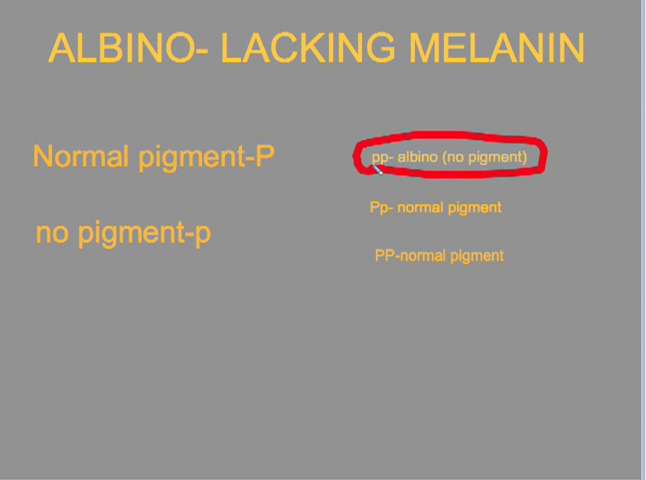 ALBINO- LACKING MELANIN
Normal pigment-P
no pigment-p
pp- albino (no pigment)
Pp- normal pigment
PP-normal pigment